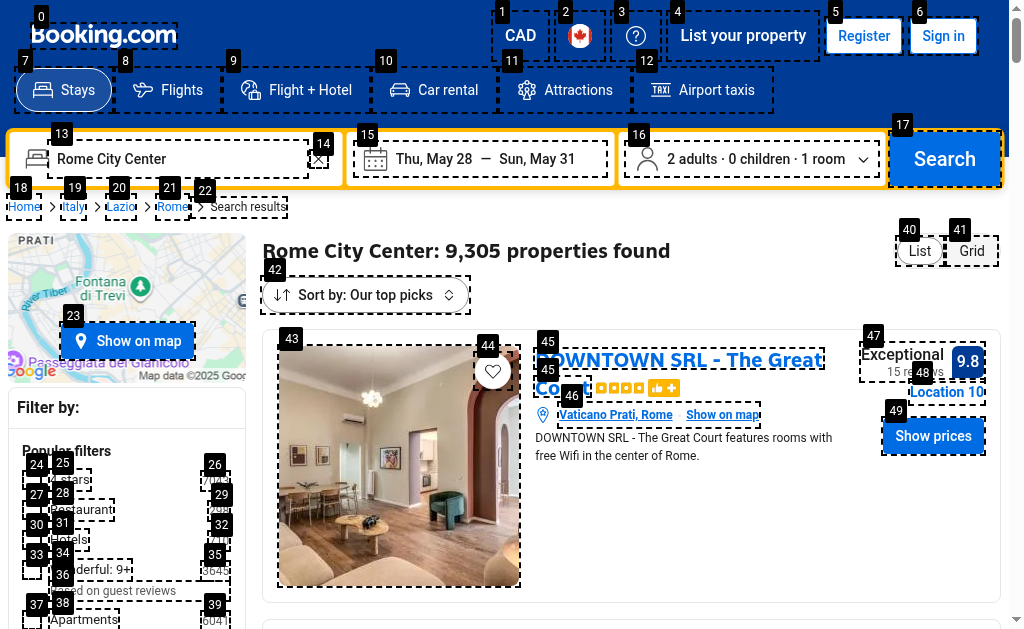 Booking.com
CAD
List your property
Register
Sign in
Stays
Flights
Flight + Hotel
Car rental
Attractions
Airport taxis
Rome City Center
Thu, May 28 — Sun, May 31
2 adults · 0 children · 1 room
Search
Home
Italy
Lazio
Rome
Search results
PRATI
Fontana
di Trevi
River Tiber
Show on map
Passeggiata del Gianicolo
Google
Map data ©2025
Rome City Center: 9,305 properties found
List
Grid
Sort by: Our top picks
Filter by:
Popular filters
4 stars
Restaurant
Hotels
9+
3645
Based on guest reviews
Apartments
6041
DOWNTOWN SRL - The Great
Court
Vaticano Prati, Rome
Show on map
DOWNTOWN SRL - The Great Court features rooms with
free Wifi in the center of Rome.
Exceptional
15 reviews
9.8
Location 10
Show prices
0
1
2
3
4
5
6
7
8
9
10
11
12
13
14
15
16
17
18
19
20
21
22
23
24
25
26
27
28
29
30
31
32
33
34
35
36
37
38
39
40
41
42
43
44
45
45
46
47
48
49